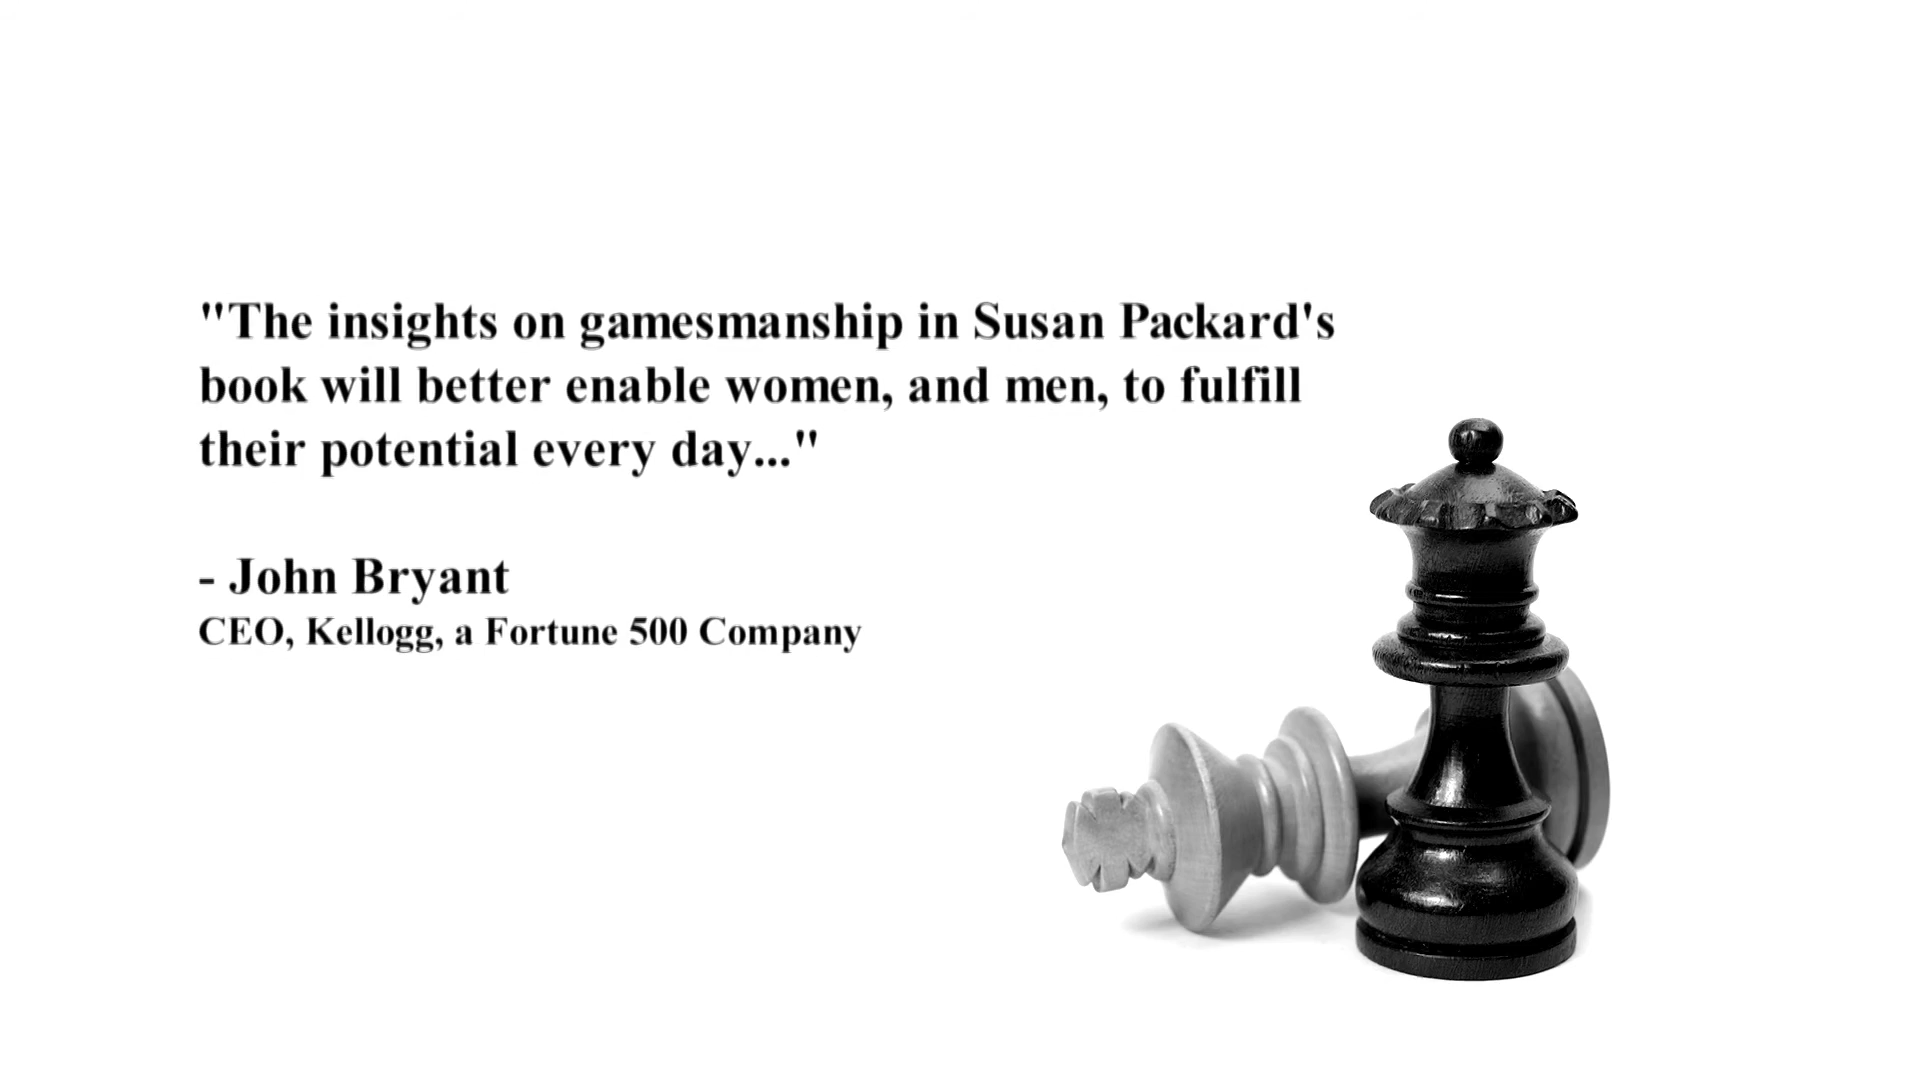 "The insights on gamesmanship in Susan Packard's
book will better enable women, and men, to fulfill
their potential every day..."
- John Bryant
CEO, Kellogg, a Fortune 500 Company